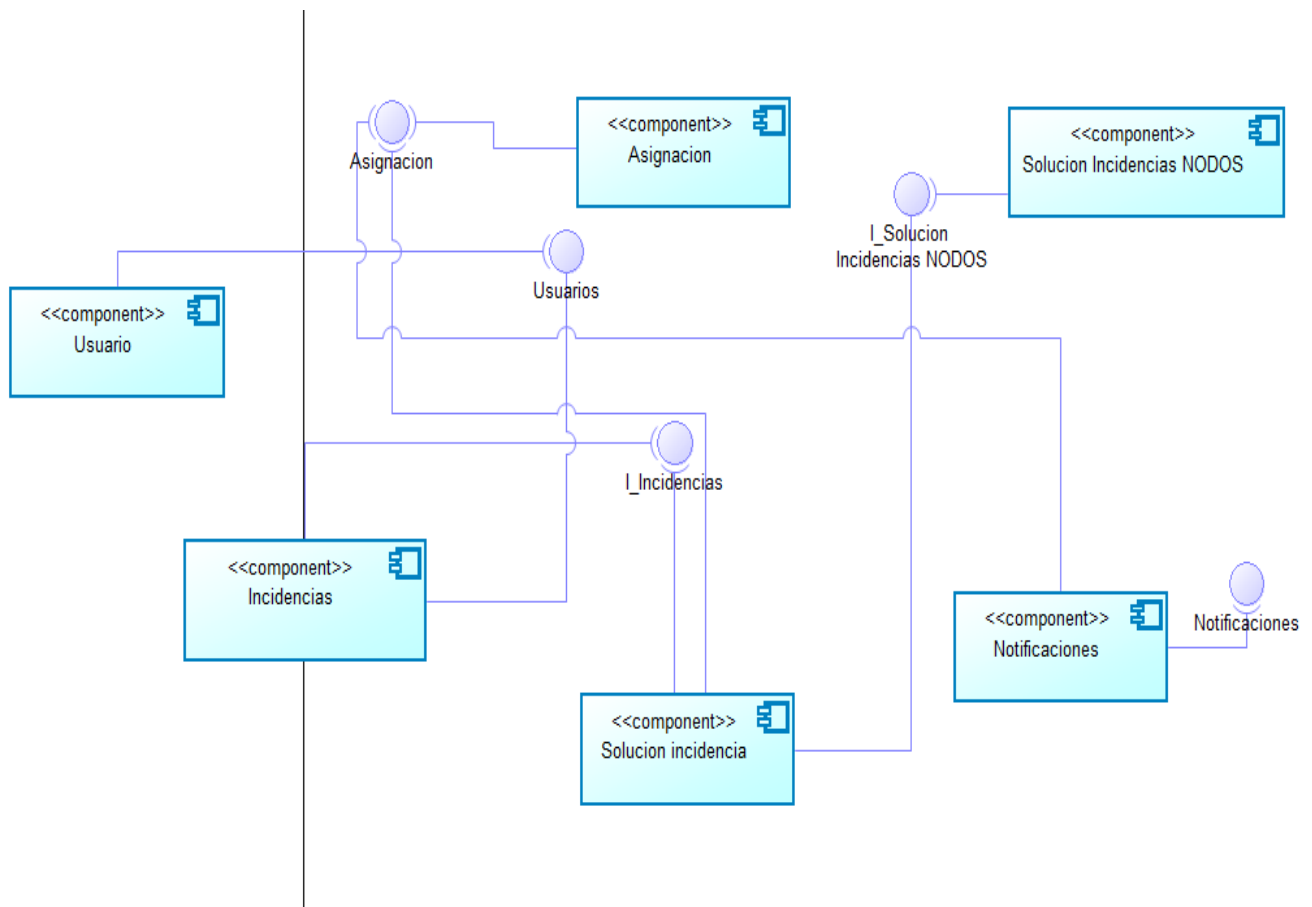 <<component>>
Asignacion
<<component>>
Solucion Incidencias NODOS
Asignacion
I_Solucion
Incidencias NODOS
Usuarios
<<component>>
Usuario
I_Incidencias
<<component>>
Incidencias
<<component>>
Notificaciones
Notificaciones
<<component>>
Solucion incidencia